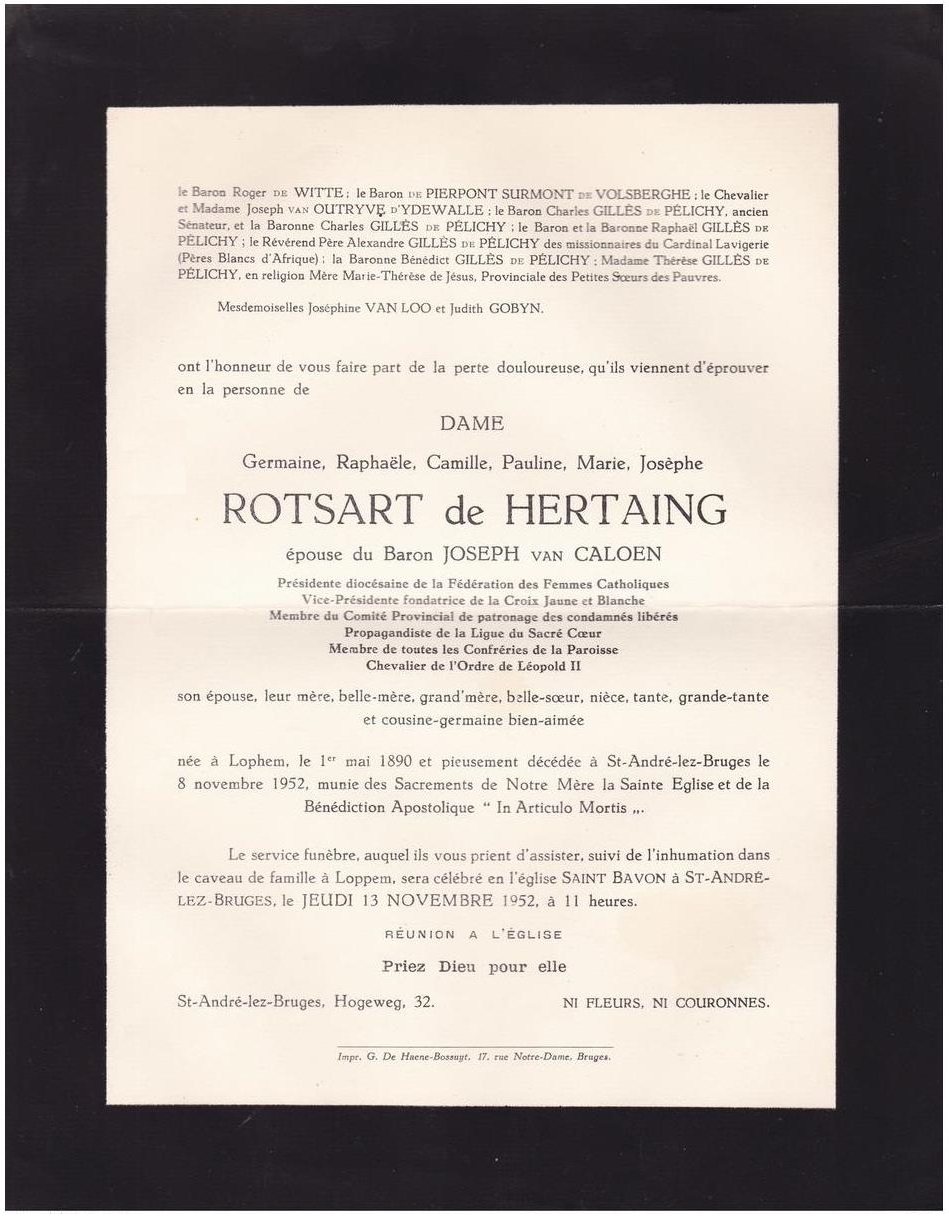 le Baron Roger DE WITTE ; le Baron DE PIERPONT SURMONT DE VOLSBERGHE ; le Chevalier
et Madame Joseph VAN OUTRYVE D'YDEWALLE ; le Baron Charles GILLÈS DE PÉLICHY, ancien
Sénateur, et la Baronne Charles GILLÈS DE PÉLICHY ; le Baron et la Baronne Raphaël GILLÈS DE
PÉLICHY ; le Révérend Père Alexandre GILLÈS DE PÉLICHY des missionnaires du Cardinal Lavigerie
(Pères Blancs d'Afrique) ; la Baronne Bénédict GILLÈS DE PÉLICHY ; Madame Thérèse GILLÈS DE
PÉLICHY, en religion Mère Marie-Thérèse de Jésus, Provinciale des Petites Sœurs des Pauvres.
Mesdemoiselles Joséphine VAN LOO et Judith GOBYN.
ont l'honneur de vous faire part de la perte douloureuse, qu'ils viennent d'éprouver
en la personne de
DAME
Germaine, Raphaële, Camille, Pauline, Marie, Josèphe
ROTSART de HERTAING
épouse du Baron JOSEPH VAN CALOEN
Présidente diocésaine de la Fédération des Femmes Catholiques
Vice-Présidente fondatrice de la Croix Jaune et Blanche
Membre du Comité Provincial de patronage des condamnés libérés
Propagandiste de la Ligue du Sacré Cœur
Membre de toutes les Confréries de la Paroisse
Chevalier de l'Ordre de Léopold II
son épouse, leur mère, belle-mère, grand'mère, belle-sœur, nièce, tante, grande-tante
et cousine-germaine bien-aimée
née à Lophem, le 1er mai 1890 et pieusement décédée à St-André-lez-Bruges le
8 novembre 1952, munie des Sacrements de Notre Mère la Sainte Eglise et de la
Bénédiction Apostolique “ In Articulo Mortis „.
Le service funèbre, auquel ils vous prient d'assister, suivi de l'inhumation dans
le caveau de famille à Loppem, sera célébré en l'église SAINT BAVON à ST-ANDRÉ-
LEZ-BRUGES, le JEUDI 13 NOVEMBRE 1952, à 11 heures.
RÉUNION A L'ÉGLISE
Priez Dieu pour elle
St-André-lez-Bruges, Hogeweg, 32. NI FLEURS, NI COURONNES.
Impr. G. De Haene-Bossuyt, 17, rue Notre-Dame, Bruges.